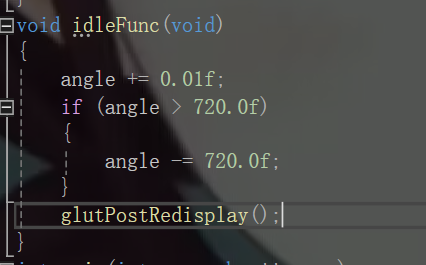 }
void idleFunc(void)
{
angle += 0.01f;
if (angle > 720.0f)
{
angle -= 720.0f;
}
glutPostRedisplay();
}